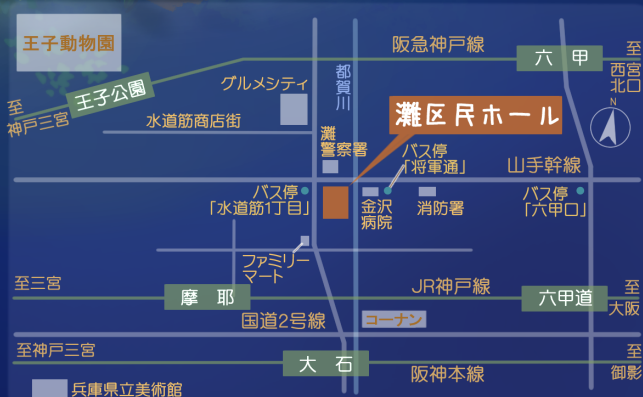 王子動物園
阪急神戸線
六甲
至
西宮
北口
都賀川
グルメシティ
王子公園
至
神戸三宮
水道筋商店街
灘区民ホール
N
灘
警察署
バス停
「将軍通」
山手幹線
バス停
「水道筋1丁目」
金沢
病院
消防署
バス停
「六甲口」
ファミリー
マート
至三宮
摩耶
JR神戸線
六甲道
至
大阪
国道2号線
コーナン
至神戸三宮
大石
阪神本線
至
御影
兵庫県立美術館